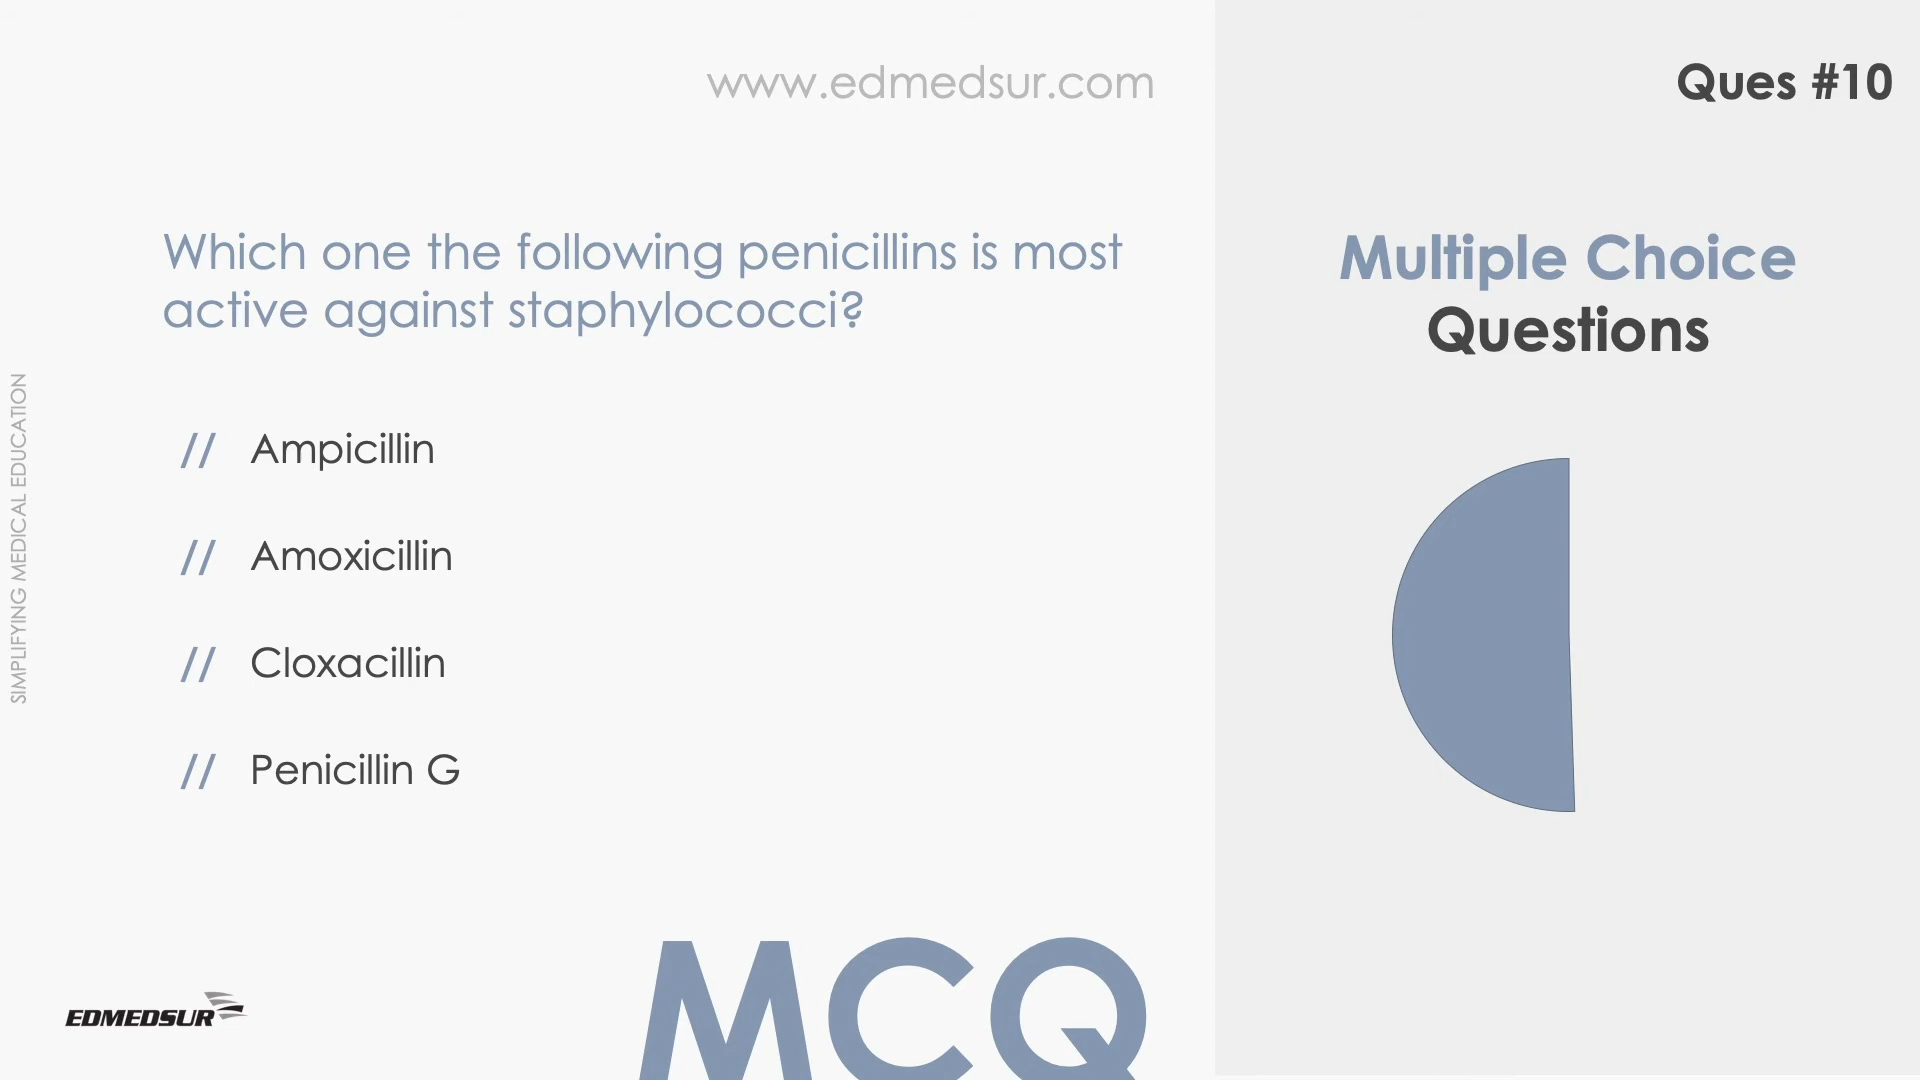 www.edmedsur.com
Ques #10
Which one the following penicillins is most
active against staphylococci?
// Ampicillin
// Amoxicillin
// Cloxacillin
// Penicillin G
Multiple Choice
Questions
SIMPLIFYING MEDICAL EDUCATION
EDMEDSUR
MCQ